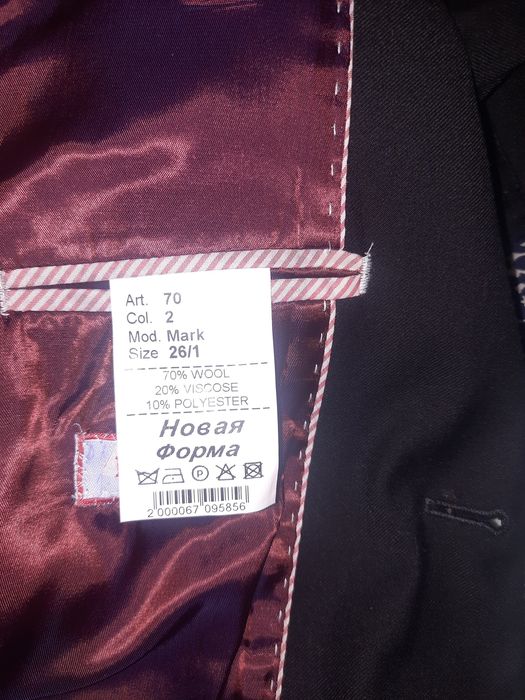 Art. 70
Col. 2
Mod. Mark
Size 26/1
70% WOOL
20% VISCOSE
10% POLYESTER
Новая
Форма
P
2 000067 095856